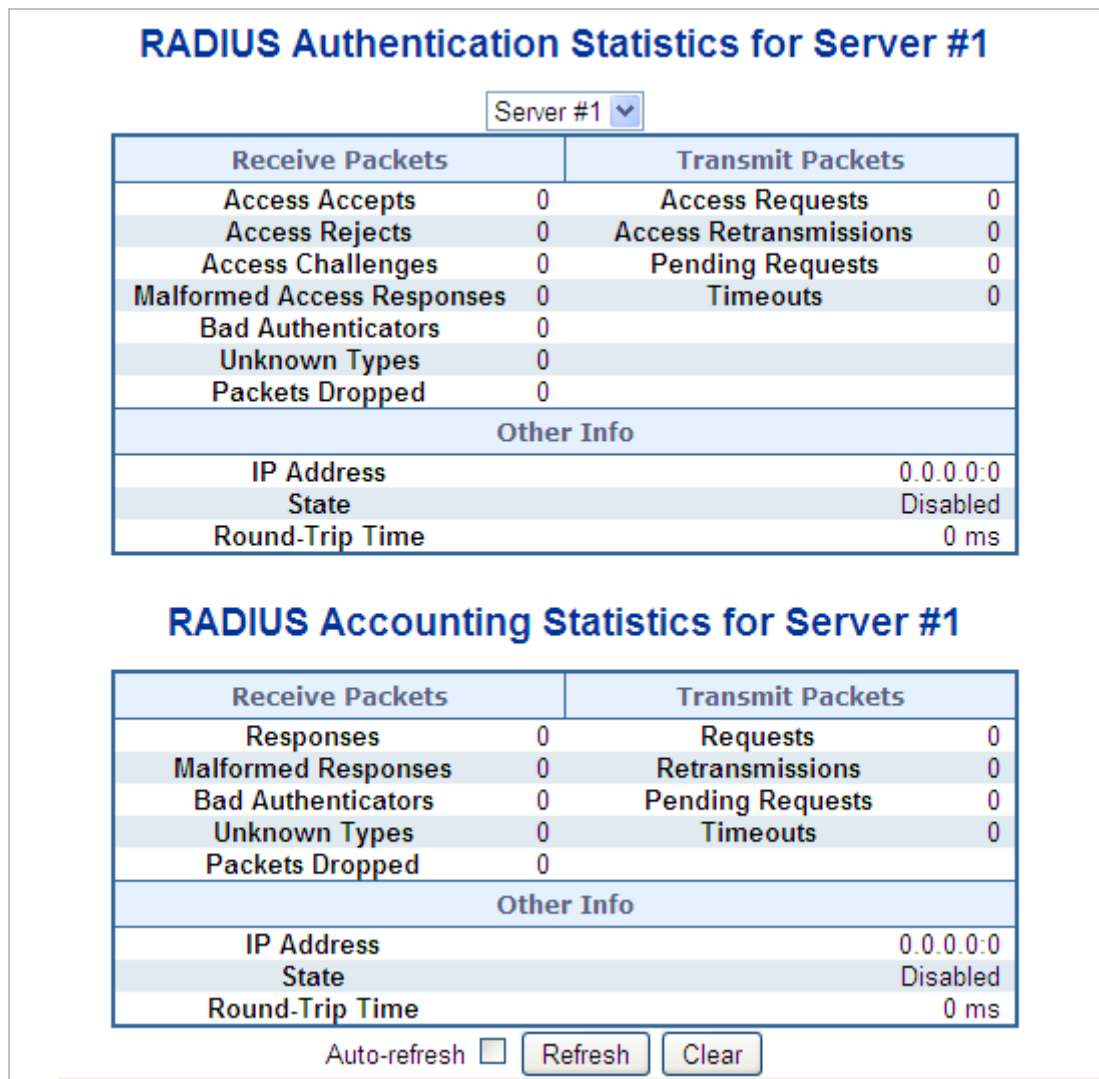 RADIUS Authentication Statistics for Server #1
Server #1
Receive Packets Transmit Packets
Access Accepts 0 Access Requests 0
Access Rejects 0 Access Retransmissions 0
Access Challenges 0 Pending Requests 0
Malformed Access Responses 0 Timeouts 0
Bad Authenticators 0
Unknown Types 0
Packets Dropped 0
Other Info
IP Address 0.0.0.0:0
State Disabled
Round-Trip Time 0 ms
RADIUS Accounting Statistics for Server #1
Receive Packets Transmit Packets
Responses 0 Requests 0
Malformed Responses 0 Retransmissions 0
Bad Authenticators 0 Pending Requests 0
Unknown Types 0 Timeouts 0
Packets Dropped 0
Other Info
IP Address 0.0.0.0:0
State Disabled
Round-Trip Time 0 ms
Auto-refresh Refresh Clear